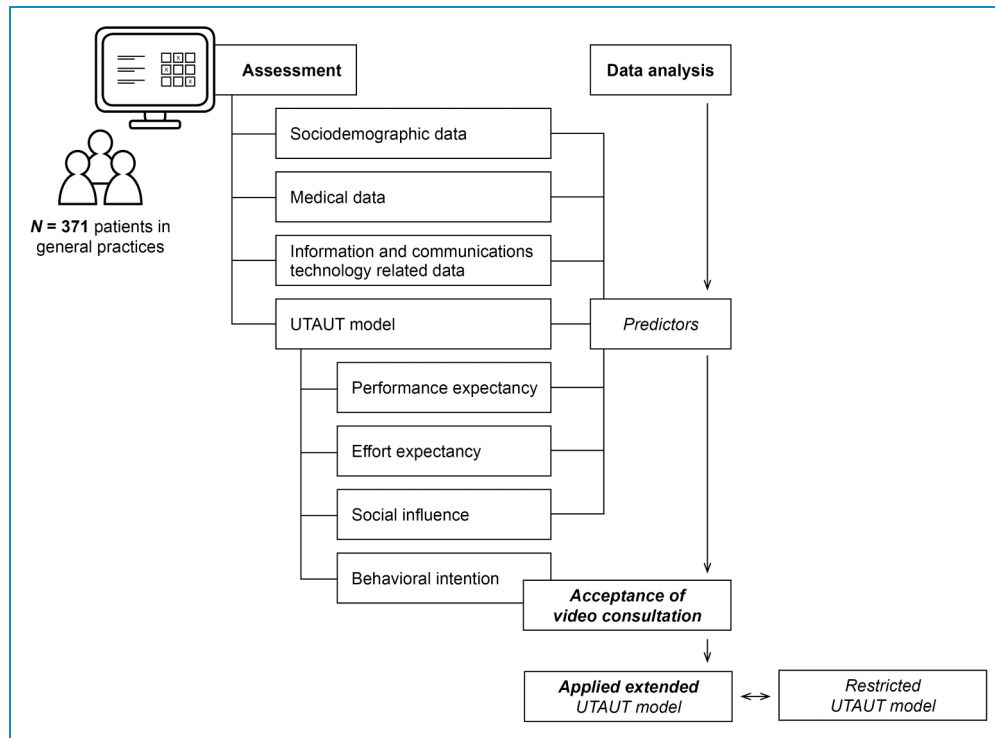 Assessment
Data analysis
Sociodemographic data
Medical data
N = 371 patients in
general practices
Information and communications
technology related data
UTAUT model
Predictors
Performance expectancy
Effort expectancy
Social influence
Behavioral intention
Acceptance of
video consultation
Applied extended
UTAUT model
Restricted
UTAUT model